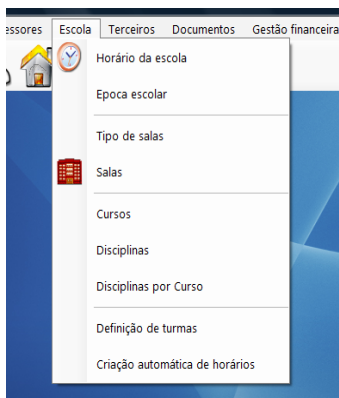 essores Escola Terceiros Documentos Gestão financeira
Horário da escola
Epoca escolar
Tipo de salas
Salas
Cursos
Disciplinas
Disciplinas por Curso
Definição de turmas
Criação automática de horários